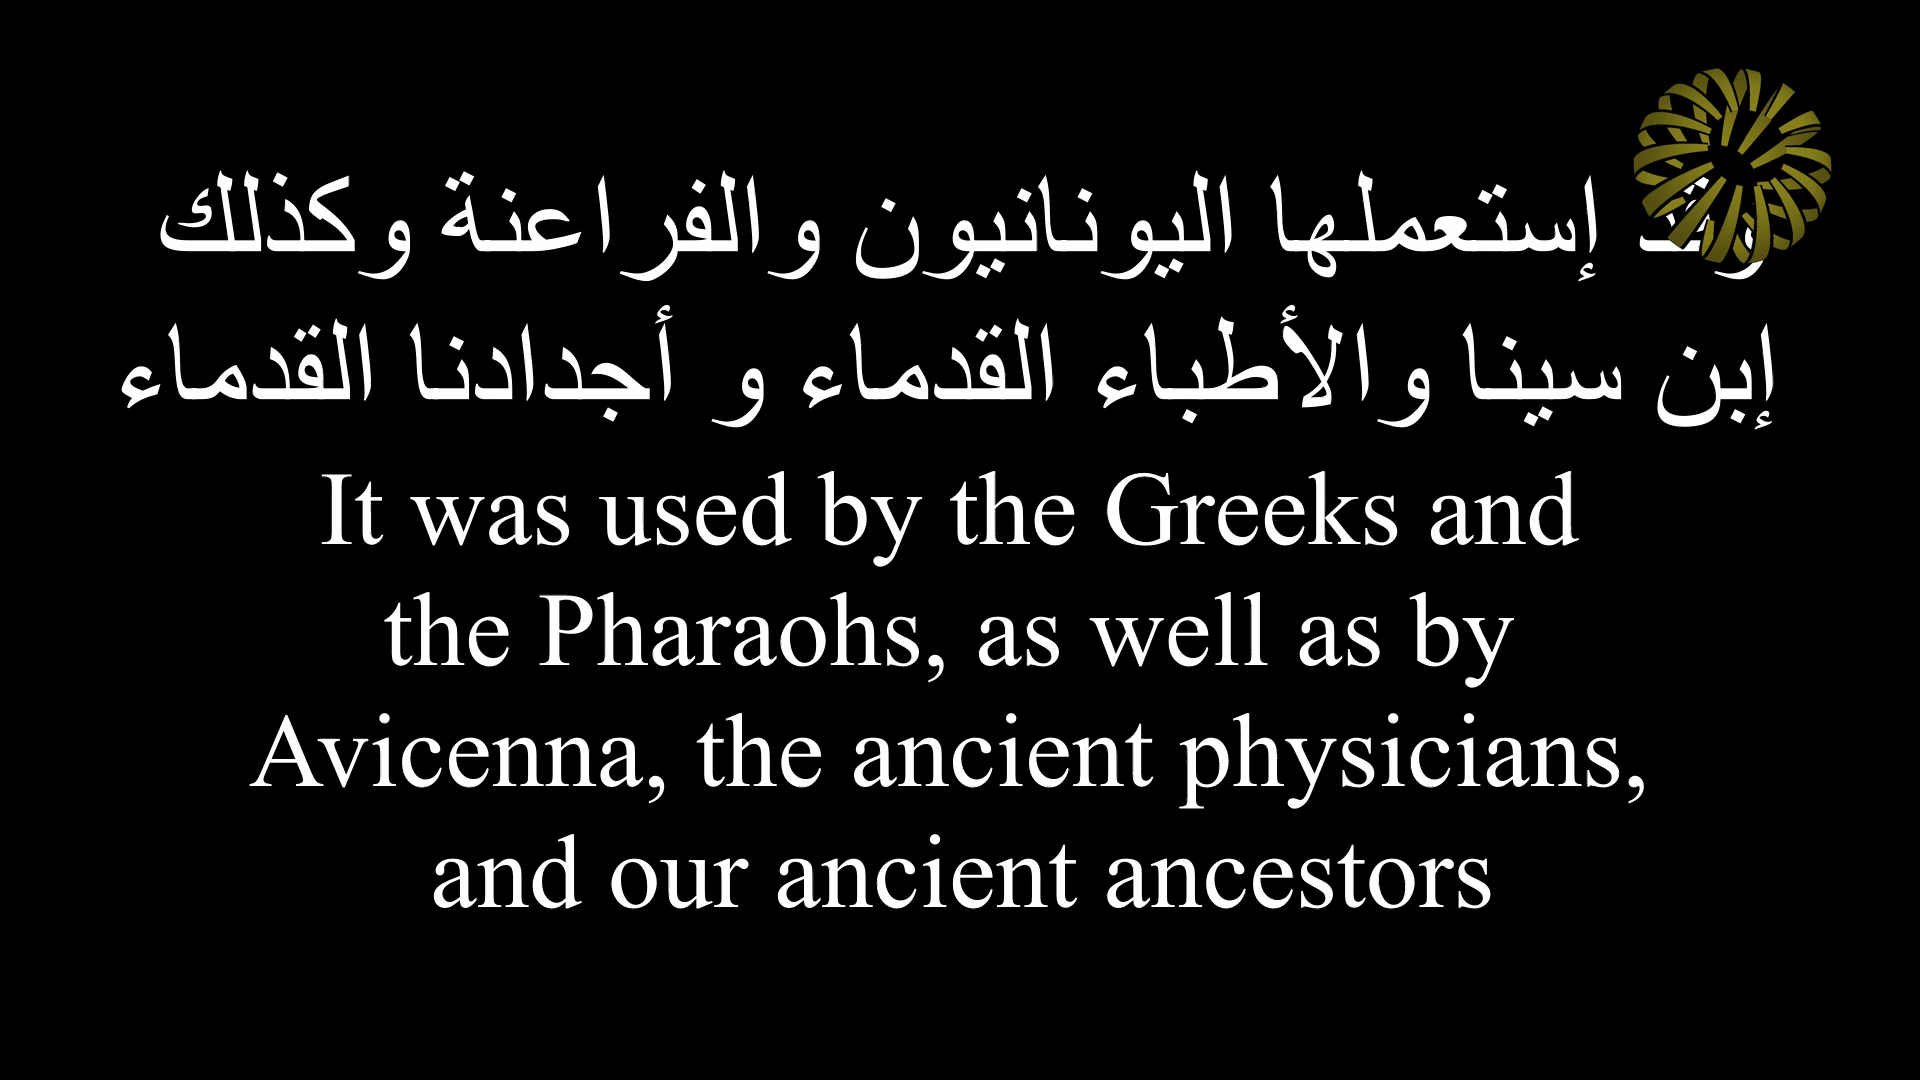 إستعملها اليونانيون والفراعنة وكذلك
إبن سينا والأطباء القدماء و أجدادنا القدماء
It was used by the Greeks and
the Pharaohs, as well as by
Avicenna, the ancient physicians,
and our ancient ancestors